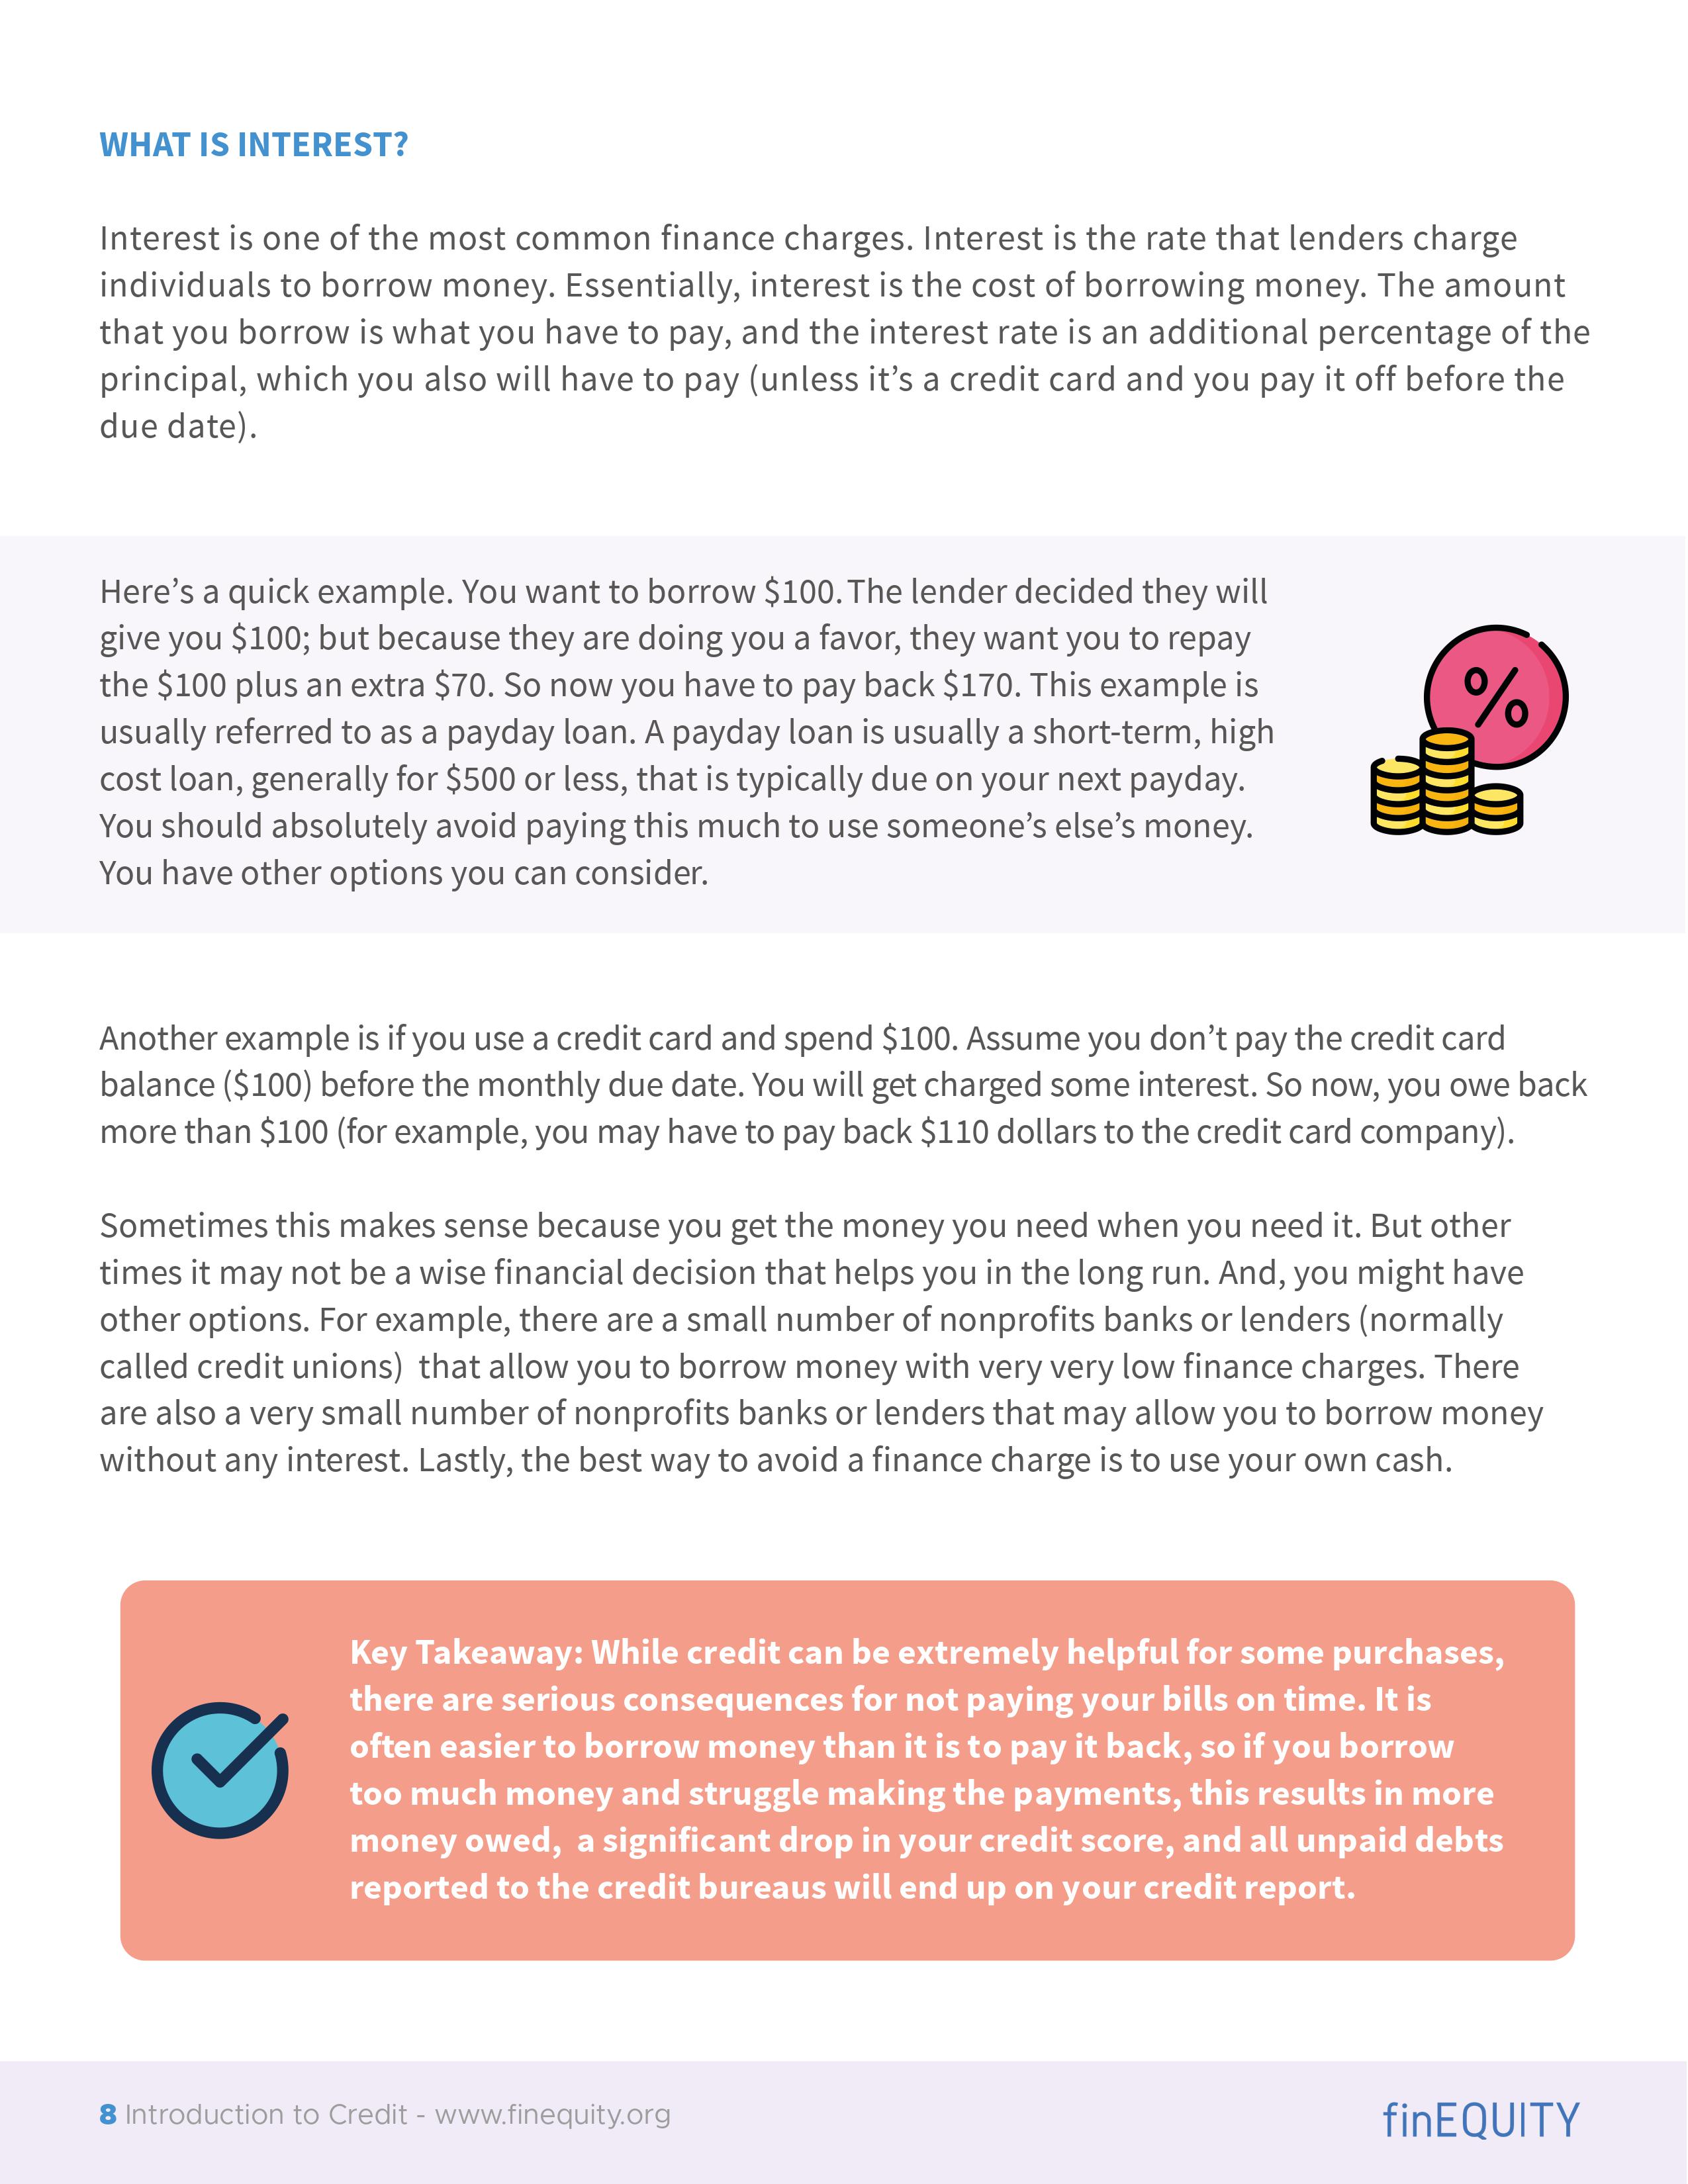 WHAT IS INTEREST?
Interest is one of the most common finance charges. Interest is the rate that lenders charge
individuals to borrow money. Essentially, interest is the cost of borrowing money. The amount
that you borrow is what you have to pay, and the interest rate is an additional percentage of the
principal, which you also will have to pay (unless it’s a credit card and you pay it off before the
due date).
Here’s a quick example. You want to borrow $100. The lender decided they will
give you $100; but because they are doing you a favor, they want you to repay
the $100 plus an extra $70. So now you have to pay back $170. This example is
usually referred to as a payday loan. A payday loan is usually a short-term, high
cost loan, generally for $500 or less, that is typically due on your next payday.
You should absolutely avoid paying this much to use someone’s else’s money.
You have other options you can consider.
%
Another example is if you use a credit card and spend $100. Assume you don’t pay the credit card
balance ($100) before the monthly due date. You will get charged some interest. So now, you owe back
more than $100 (for example, you may have to pay back $110 dollars to the credit card company).
Sometimes this makes sense because you get the money you need when you need it. But other
times it may not be a wise financial decision that helps you in the long run. And, you might have
other options. For example, there are a small number of nonprofits banks or lenders (normally
called credit unions)  that allow you to borrow money with very very low finance charges. There
are also a very small number of nonprofits banks or lenders that may allow you to borrow money
without any interest. Lastly, the best way to avoid a finance charge is to use your own cash.
Key Takeaway: While credit can be extremely helpful for some purchases,
there are serious consequences for not paying your bills on time. It is
often easier to borrow money than it is to pay it back, so if you borrow
too much money and struggle making the payments, this results in more
money owed,  a significant drop in your credit score, and all unpaid debts
reported to the credit bureaus will end up on your credit report.
8 Introduction to Credit - www.finequity.org
finEQUITY